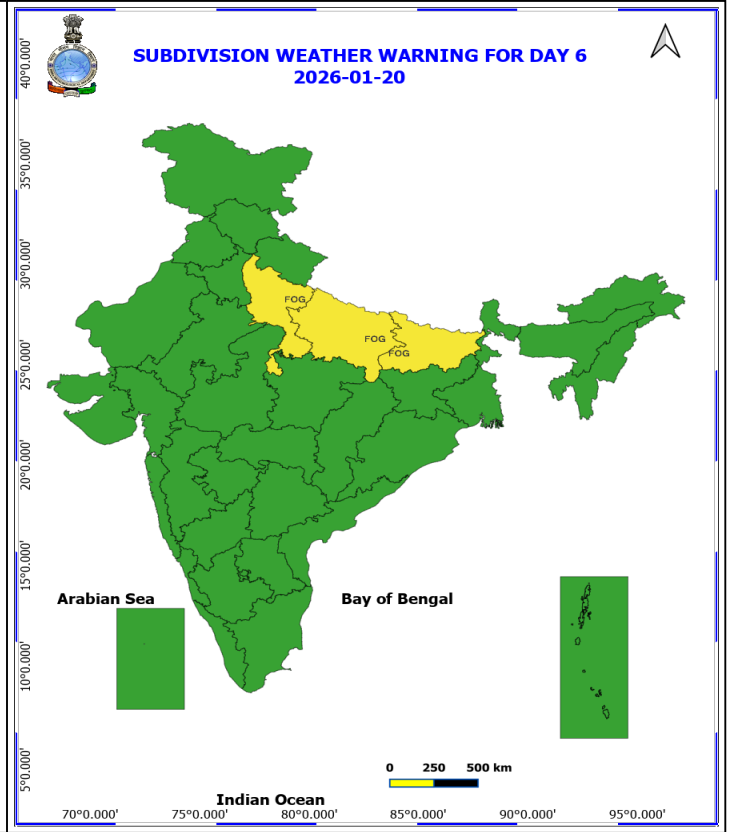 SUBDIVISION WEATHER WARNING FOR DAY 6
2026-01-20
40°0.000'
35°0.000'
30°0.000'
25°0.000'
20°0.000'
15°0.000'
10°0.000'
5°0.000'
FOG
FOG
FOG
Arabian Sea
Bay of Bengal
0 250 500 km
Indian Ocean
70°0.000' 75°0.000' 80°0.000' 85°0.000' 90°0.000' 95°0.000'